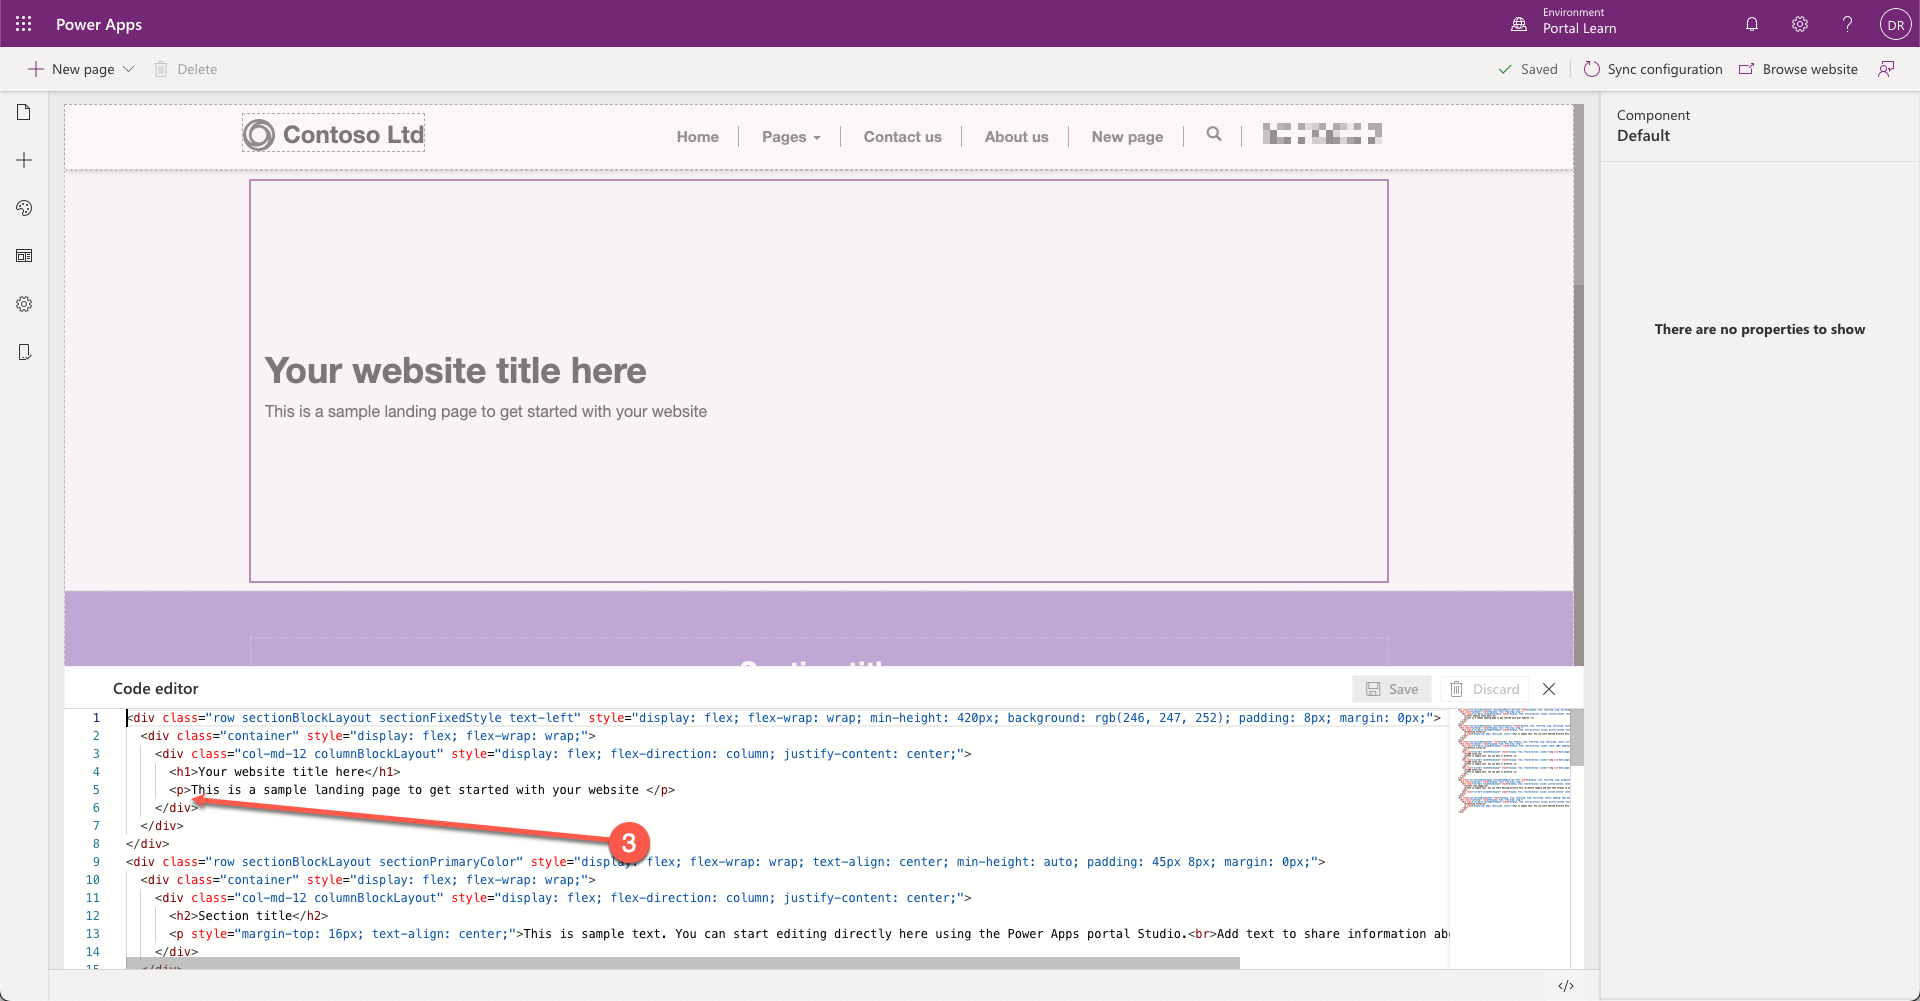 Power Apps
Environment
Portal Learn
DR
New page
Delete
Saved
Sync configuration
Browse website
Contoso Ltd
Home
Pages
Contact us
About us
New page
Component
Default
There are no properties to show
Your website title here
This is a sample landing page to get started with your website
Code editor
Save
Discard
1 <div class="row sectionBlockLayout sectionFixedStyle text-left" style="display: flex; flex-wrap: wrap; min-height: 420px; background: rgb(246, 247, 252); padding: 8px; margin: 0px;">
2 <div class="container" style="display: flex; flex-wrap: wrap;">
3 <div class="col-md-12 columnBlockLayout" style="display: flex; flex-direction: column; justify-content: center;">
4 <h1>Your website title here</h1>
5 <p>This is a sample landing page to get started with your website </p>
6 </div>
7 </div>
3
8 </div>
9 <div class="row sectionBlockLayout sectionPrimaryColor" style="display: flex; flex-wrap: wrap; text-align: center; min-height: auto; padding: 45px 8px; margin: 0px;">
10 <div class="container" style="display: flex; flex-wrap: wrap;">
11 <div class="col-md-12 columnBlockLayout" style="display: flex; flex-direction: column; justify-content: center;">
12 <h2>Section title</h2>
13 <p style="margin-top: 16px; text-align: center;">This is sample text. You can start editing directly here using the Power Apps portal Studio.<br>Add text to share information
14 </div>
15 </div>